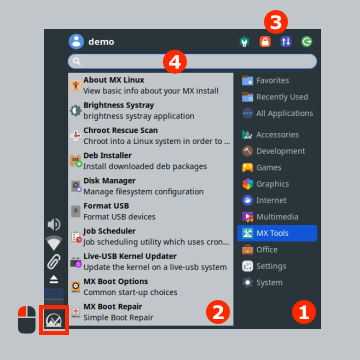 3
demo
4
About MX Linux
View basic info about your MX install
Brightness Systray
brightness systray application
Chroot Rescue Scan
Chroot into a Linux system in order to ...
Deb Installer
Install downloaded deb packages
Disk Manager
Manage filesystem configuration
Format USB
Format USB devices
Job Scheduler
Job scheduling utility which uses cron...
Live-USB Kernel Updater
Update the kernel on a live-usb system
MX Boot Options
Common start-up choices
MX Boot Repair
Simple Boot Repair
2
Favorites
Recently Used
All Applications
Accessories
Development
Games
Graphics
Internet
Multimedia
MX Tools
Office
Settings
System
1